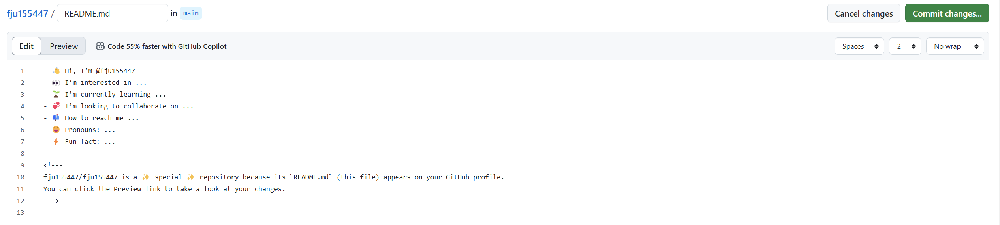 fju155447 / README.md in main Cancel changes Commit changes...
Edit Preview Code 55% faster with GitHub Copilot Spaces 2 No wrap
1 - 👋 Hi, I’m @fju155447
2 - 👀 I’m interested in ...
3 - 🌱 I’m currently learning ...
4 - 💞️ I’m looking to collaborate on ...
5 - 📫 How to reach me ...
6 - 😄 Pronouns: ...
7 - ⚡ Fun fact: ...
8
9 <!---
10 fju155447/fju155447 is a ✨ special ✨ repository because its `README.md` (this file) appears on your GitHub profile.
11 You can click the Preview link to take a look at your changes.
12 --->
13